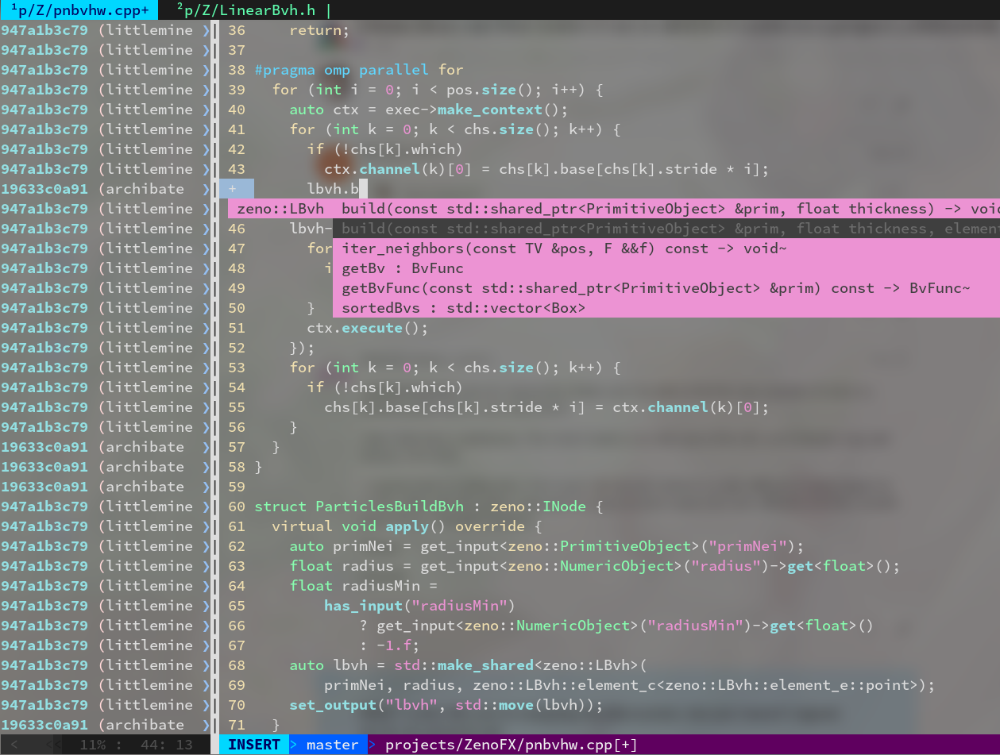 ¹p/Z/pnbvhw.cpp+ ²p/Z/LinearBvh.h |
947a1b3c79 (littlemine ❯| 36     return;
947a1b3c79 (littlemine ❯| 37
947a1b3c79 (littlemine ❯| 38 #pragma omp parallel for
947a1b3c79 (littlemine ❯| 39   for (int i = 0; i < pos.size(); i++) {
947a1b3c79 (littlemine ❯| 40     auto ctx = exec->make_context();
947a1b3c79 (littlemine ❯| 41     for (int k = 0; k < chs.size(); k++) {
947a1b3c79 (littlemine ❯| 42       if (!chs[k].which)
947a1b3c79 (littlemine ❯| 43         ctx.channel(k)[0] = chs[k].base[chs[k].stride * i];
19633c0a91 (archibate  ❯| +        lbvh.b
947a1b3c79 (littlemine ❯| zeno::LBvh  build(const std::shared_ptr<PrimitiveObject> &prim, float thickness) -> voi
947a1b3c79 (littlemine ❯| 46     lbvh- build(const std::shared_ptr<PrimitiveObject> &prim, float thickness, elemen
947a1b3c79 (littlemine ❯| 47       for iter_neighbors(const TV &pos, F &&f) const -> void~
947a1b3c79 (littlemine ❯| 48         i getBv : BvFunc
947a1b3c79 (littlemine ❯| 49           getBvFunc(const std::shared_ptr<PrimitiveObject> &prim) const -> BvFunc~
947a1b3c79 (littlemine ❯| 50       }   sortedBvs : std::vector<Box>
947a1b3c79 (littlemine ❯| 51       ctx.execute();
947a1b3c79 (littlemine ❯| 52     });
947a1b3c79 (littlemine ❯| 53     for (int k = 0; k < chs.size(); k++) {
947a1b3c79 (littlemine ❯| 54       if (!chs[k].which)
947a1b3c79 (littlemine ❯| 55         chs[k].base[chs[k].stride * i] = ctx.channel(k)[0];
947a1b3c79 (littlemine ❯| 56     }
19633c0a91 (archibate  ❯| 57   }
19633c0a91 (archibate  ❯| 58 }
19633c0a91 (archibate  ❯| 59
947a1b3c79 (littlemine ❯| 60 struct ParticlesBuildBvh : zeno::INode {
947a1b3c79 (littlemine ❯| 61   virtual void apply() override {
947a1b3c79 (littlemine ❯| 62     auto primNei = get_input<zeno::PrimitiveObject>("primNei");
947a1b3c79 (littlemine ❯| 63     float radius = get_input<zeno::NumericObject>("radius")->get<float>();
947a1b3c79 (littlemine ❯| 64     float radiusMin =
947a1b3c79 (littlemine ❯| 65         has_input("radiusMin")
947a1b3c79 (littlemine ❯| 66             ? get_input<zeno::NumericObject>("radiusMin")->get<float>()
947a1b3c79 (littlemine ❯| 67             : -1.f;
947a1b3c79 (littlemine ❯| 68     auto lbvh = std::make_shared<zeno::LBvh>(
947a1b3c79 (littlemine ❯| 69         primNei, radius, zeno::LBvh::element_c<zeno::LBvh::element_e::point>);
947a1b3c79 (littlemine ❯| 70     set_output("lbvh", std::move(lbvh));
19633c0a91 (archibate  ❯| 71   }
< << 11% : 44: 13 INSERT > master > projects/ZenoFX/pnbvhw.cpp[+]